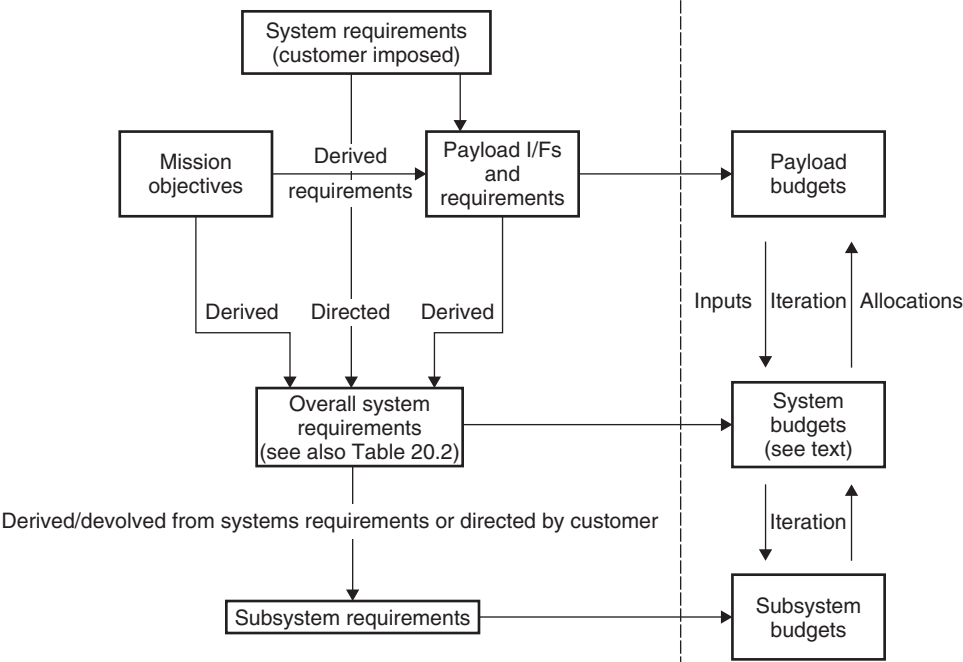 System requirements
(customer imposed)
Mission
objectives
Derived
requirements
Payload I/Fs
and
requirements
Payload
budgets
Inputs
Iteration
Allocations
Derived
Directed
Derived
Overall system
requirements
(see also Table 20.2)
System
budgets
(see text)
Derived/devolved from systems requirements or directed by customer
Iteration
Subsystem requirements
Subsystem
budgets